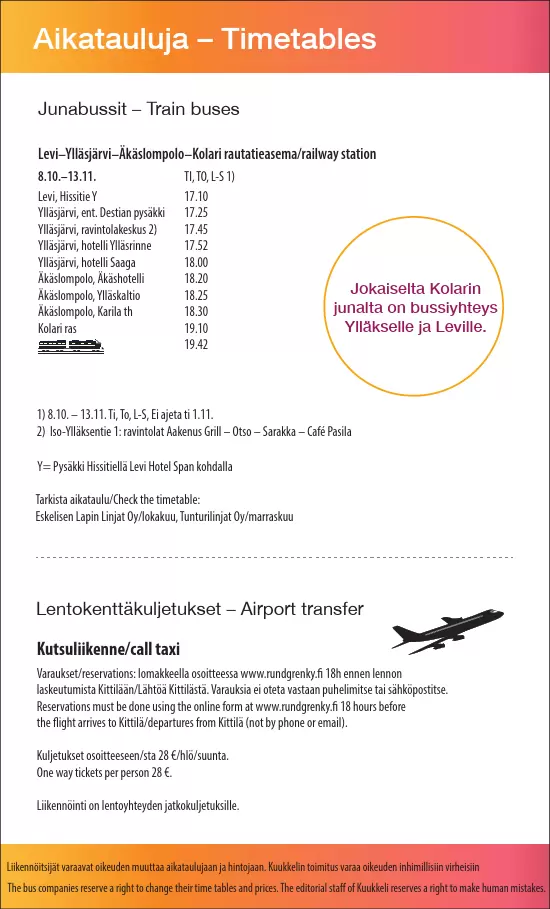 Aikatauluja – Timetables
Junabussit – Train buses
Levi–Ylläsjärvi–Äkäslompolo–Kolari rautatieasema/railway station
8.10.–13.11. TI, TO, L-S 1)
Levi, Hissitie Y 17.10
Ylläsjärvi, ent. Destian pysäkki 17.25
Ylläsjärvi, ravintolakeskus 2) 17.45
Ylläsjärvi, hotelli Ylläsrinne 17.52
Ylläsjärvi, hotelli Saaga 18.00
Äkäslompolo, Äkäshotelli 18.20
Äkäslompolo, Ylläskaltio 18.25
Äkäslompolo, Karila th 18.30
Kolari ras 19.10
19.42
Jokaiselta Kolarin
junalta on bussiyhteys
Ylläkselle ja Leville.
1) 8.10. – 13.11. Ti, To, L-S, Ei ajeta ti 1.11.
2) Iso-Ylläksentie 1: ravintolat Aakenus Grill – Otso – Sarakka – Café Pasila
Y= Pysäkki Hissitiellä Levi Hotel Span kohdalla
Tarkista aikataulu/Check the timetable:
Eskelisen Lapin Linjat Oy/lokakuu, Tunturilinjat Oy/marraskuu
Lentokenttäkuljetukset – Airport transfer
Kutsuliikenne/call taxi
Varaukset/reservations: lomakkeella osoitteessa www.rundgrenky.fi 18h ennen lennon
laskeutumista Kittilään/Lähtöä Kittilästä. Varauksia ei oteta vastaan puhelimitse tai sähköpostitse.
Reservations must be done using the online form at www.rundgrenky.fi 18 hours before
the flight arrives to Kittilä/departures from Kittilä (not by phone or email).
Kuljetukset osoitteeseen/sta 28 €/hlö/suunta.
One way tickets per person 28 €.
Liikennöinti on lentoyhteyden jatkokuljetuksille.
Liikennöitsijät varaavat oikeuden muuttaa aikataulujaan ja hintojaan. Kuukkelin toimitus varaa oikeuden inhimillisiin virheisiin
The bus companies reserve a right to change their time tables and prices. The editorial staff of Kuukkeli reserves a right to make human mistakes.